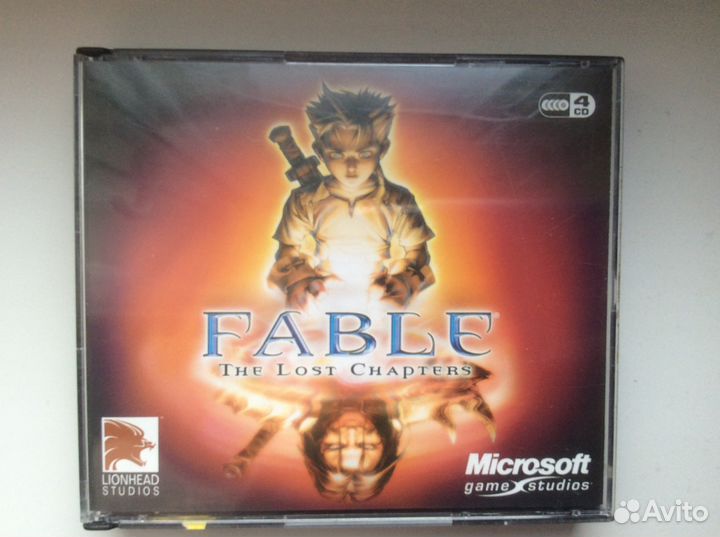 4
CD
FABLE
THE LOST CHAPTERS
LIONHEAD
STUDIOS
Microsoft
game studios
Avito